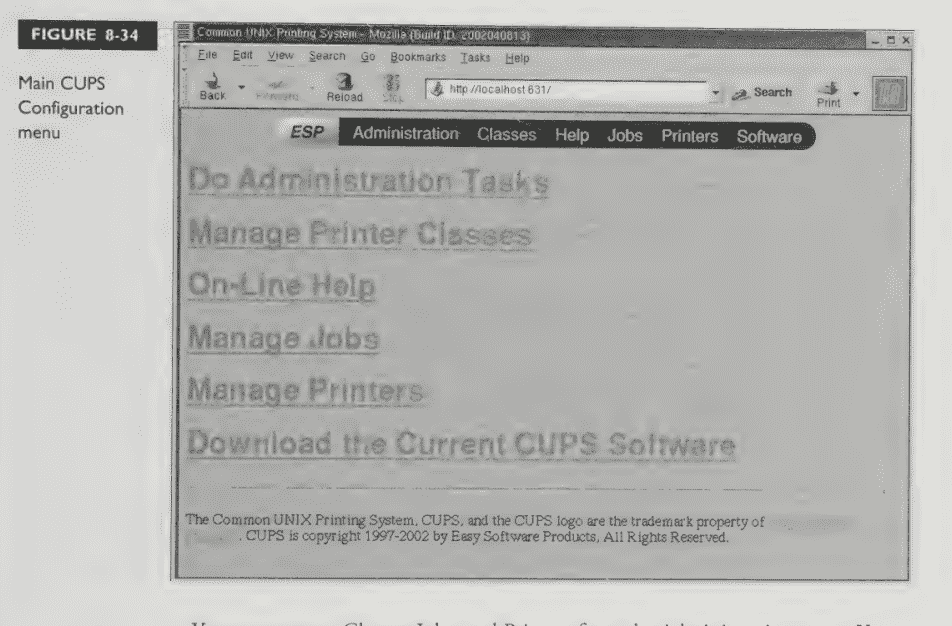 FIGURE 8-34
Main CUPS
Configuration
menu
Common UNIX Printing System - Mozilla {Build ID: 2002040813}
File Edit View Search Go Bookmarks Tasks Help
Back Forward Reload Stop http://localhost:631/ Search Print
ESP Administration Classes Help Jobs Printers Software
Do Administration Tasks
Manage Printer Classes
On-Line Help
Manage Jobs
Manage Printers
Download the Current CUPS Software
The Common UNIX Printing System, CUPS, and the CUPS logo are the trademark property of
. CUPS is copyright 1997-2002 by Easy Software Products, All Rights Reserved.